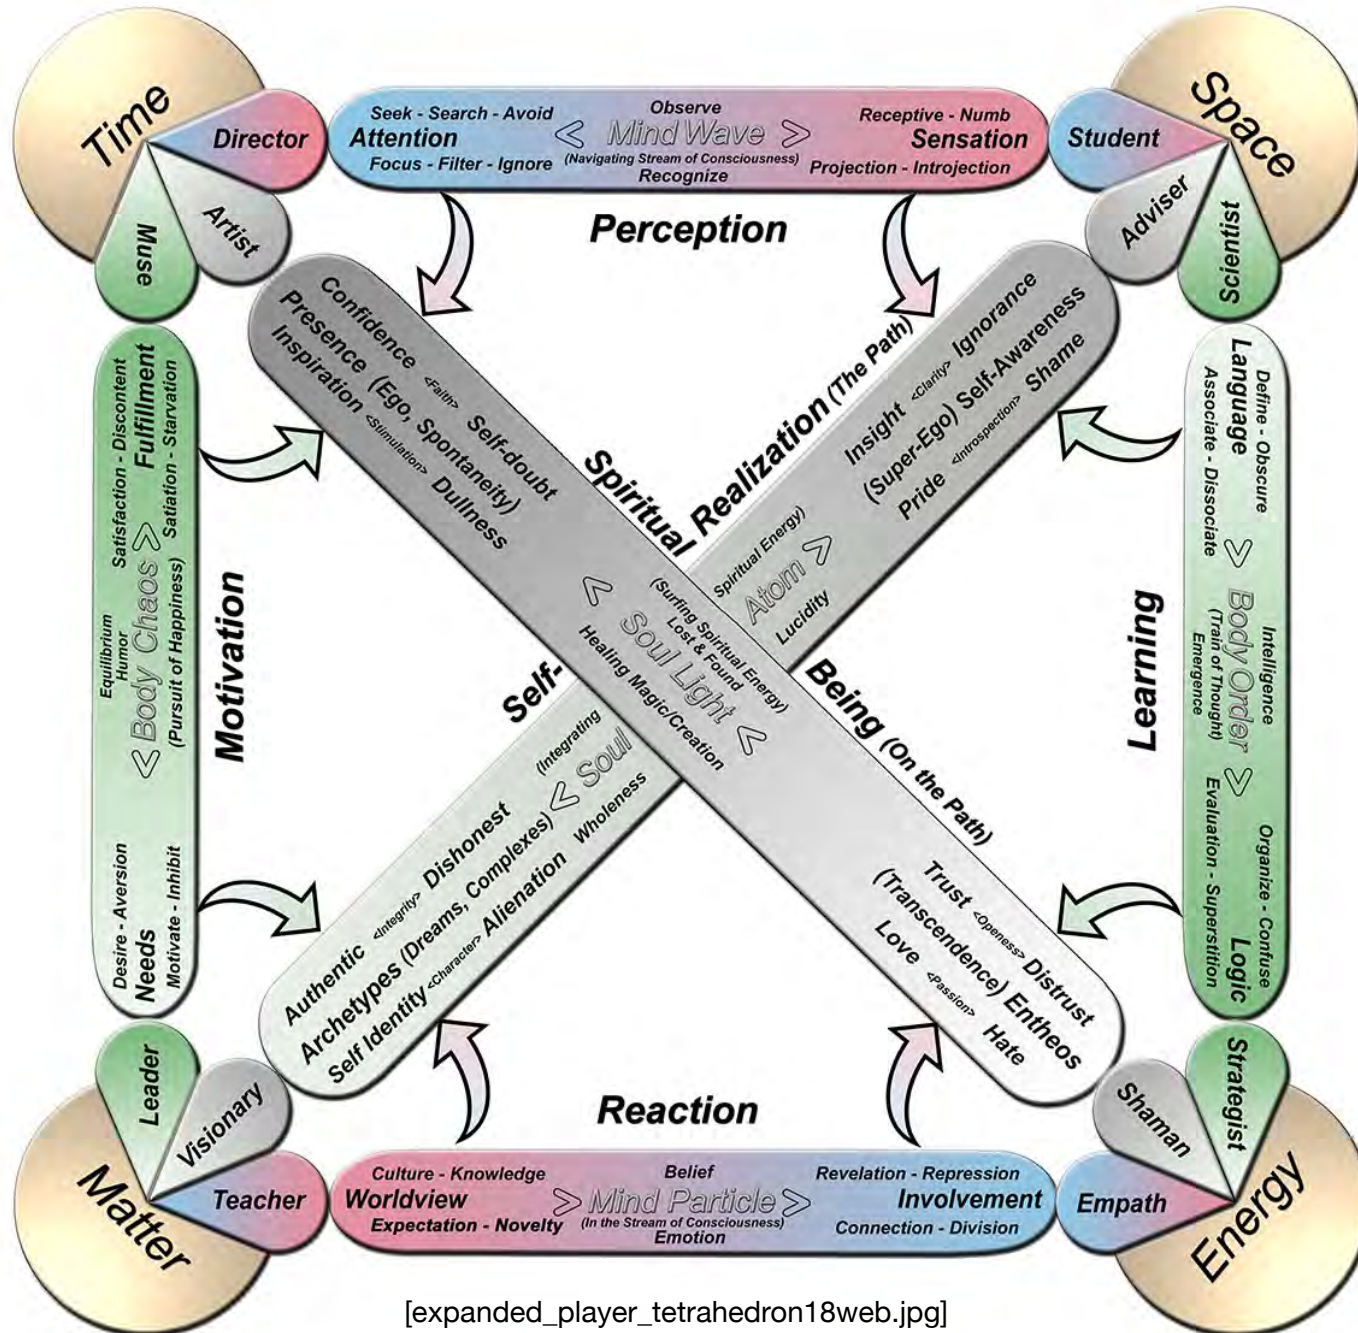 Time
Director
Artist
Muse
Space
Student
Adviser
Scientist
Seek - Search - Avoid
Attention
Focus - Filter - Ignore
Observe
< Mind Wave >
(Navigating Stream of Consciousness)
Recognize
Receptive - Numb
Sensation
Projection - Introjection
Perception
Confidence <Faith> Self-doubt
Presence (Ego, Spontaneity)
Inspiration <Stimulation> Dullness
Spiritual Being (On the Path)
(Surfing Spiritual Energy)
Lost & Found
< Soul Light <
Healing Magic/Creation
Trust <Openess> Distrust
(Transcendence) Entheos
Love <Passion> Hate
Self- Realization (The Path)
Insight <Clarity> Ignorance
(Super-Ego) Self-Awareness
Pride <Introspection> Shame
(Integrating Spiritual Energy)
< Soul Atom >
Wholeness Lucidity
Authentic <Integrity> Dishonest
Archetypes (Dreams, Complexes)
Self Identity <Character> Alienation
Satisfaction - Discontent
Fulfillment
Satiation - Starvation
Equilibrium
Humor
< Body Chaos >
(Pursuit of Happiness)
Desire - Aversion
Needs
Motivate - Inhibit
Motivation
Define - Obscure
Language
Associate - Dissociate
Intelligence
> Body Order >
(Train of Thought)
Emergence
Organize - Confuse
Logic
Evaluation - Superstition
Learning
Reaction
Culture - Knowledge
Worldview
Expectation - Novelty
Belief
> Mind Particle >
(In the Stream of Consciousness)
Emotion
Revelation - Repression
Involvement
Connection - Division
Leader
Visionary
Teacher
Matter
Strategist
Shaman
Empath
Energy
[expanded_player_tetrahedron18web.jpg]